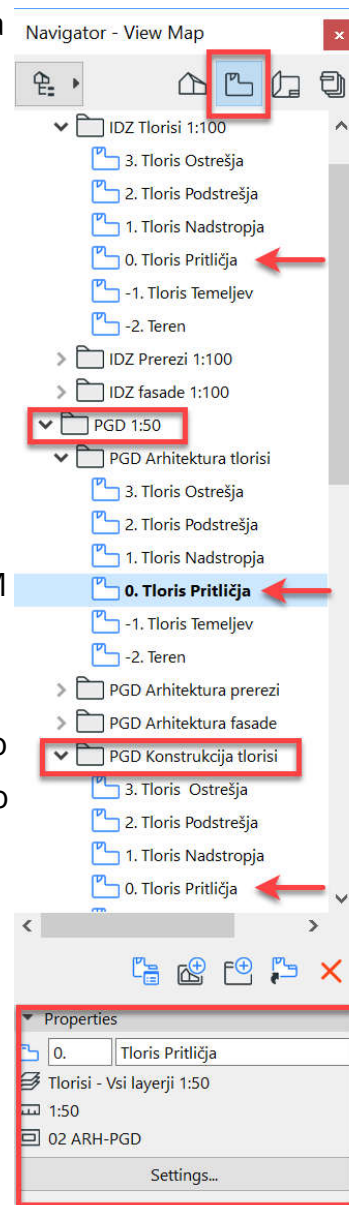 Navigator - View Map
IDZ Tlorisi 1:100
3. Tloris Ostrešja
2. Tloris Podstrešja
1. Tloris Nadstropja
0. Tloris Pritličja
-1. Tloris Temeljev
-2. Teren
IDZ Prerezi 1:100
IDZ fasade 1:100
PGD 1:50
PGD Arhitektura tlorisi
3. Tloris Ostrešja
2. Tloris Podstrešja
1. Tloris Nadstropja
0. Tloris Pritličja
-1. Tloris Temeljev
-2. Teren
PGD Arhitektura prerezi
PGD Arhitektura fasade
PGD Konstrukcija tlorisi
3. Tloris Ostrešja
2. Tloris Podstrešja
1. Tloris Nadstropja
0. Tloris Pritličja
Properties
0. Tloris Pritličja
Tlorisi - Vsi layerji 1:50
1:50
02 ARH-PGD
Settings...